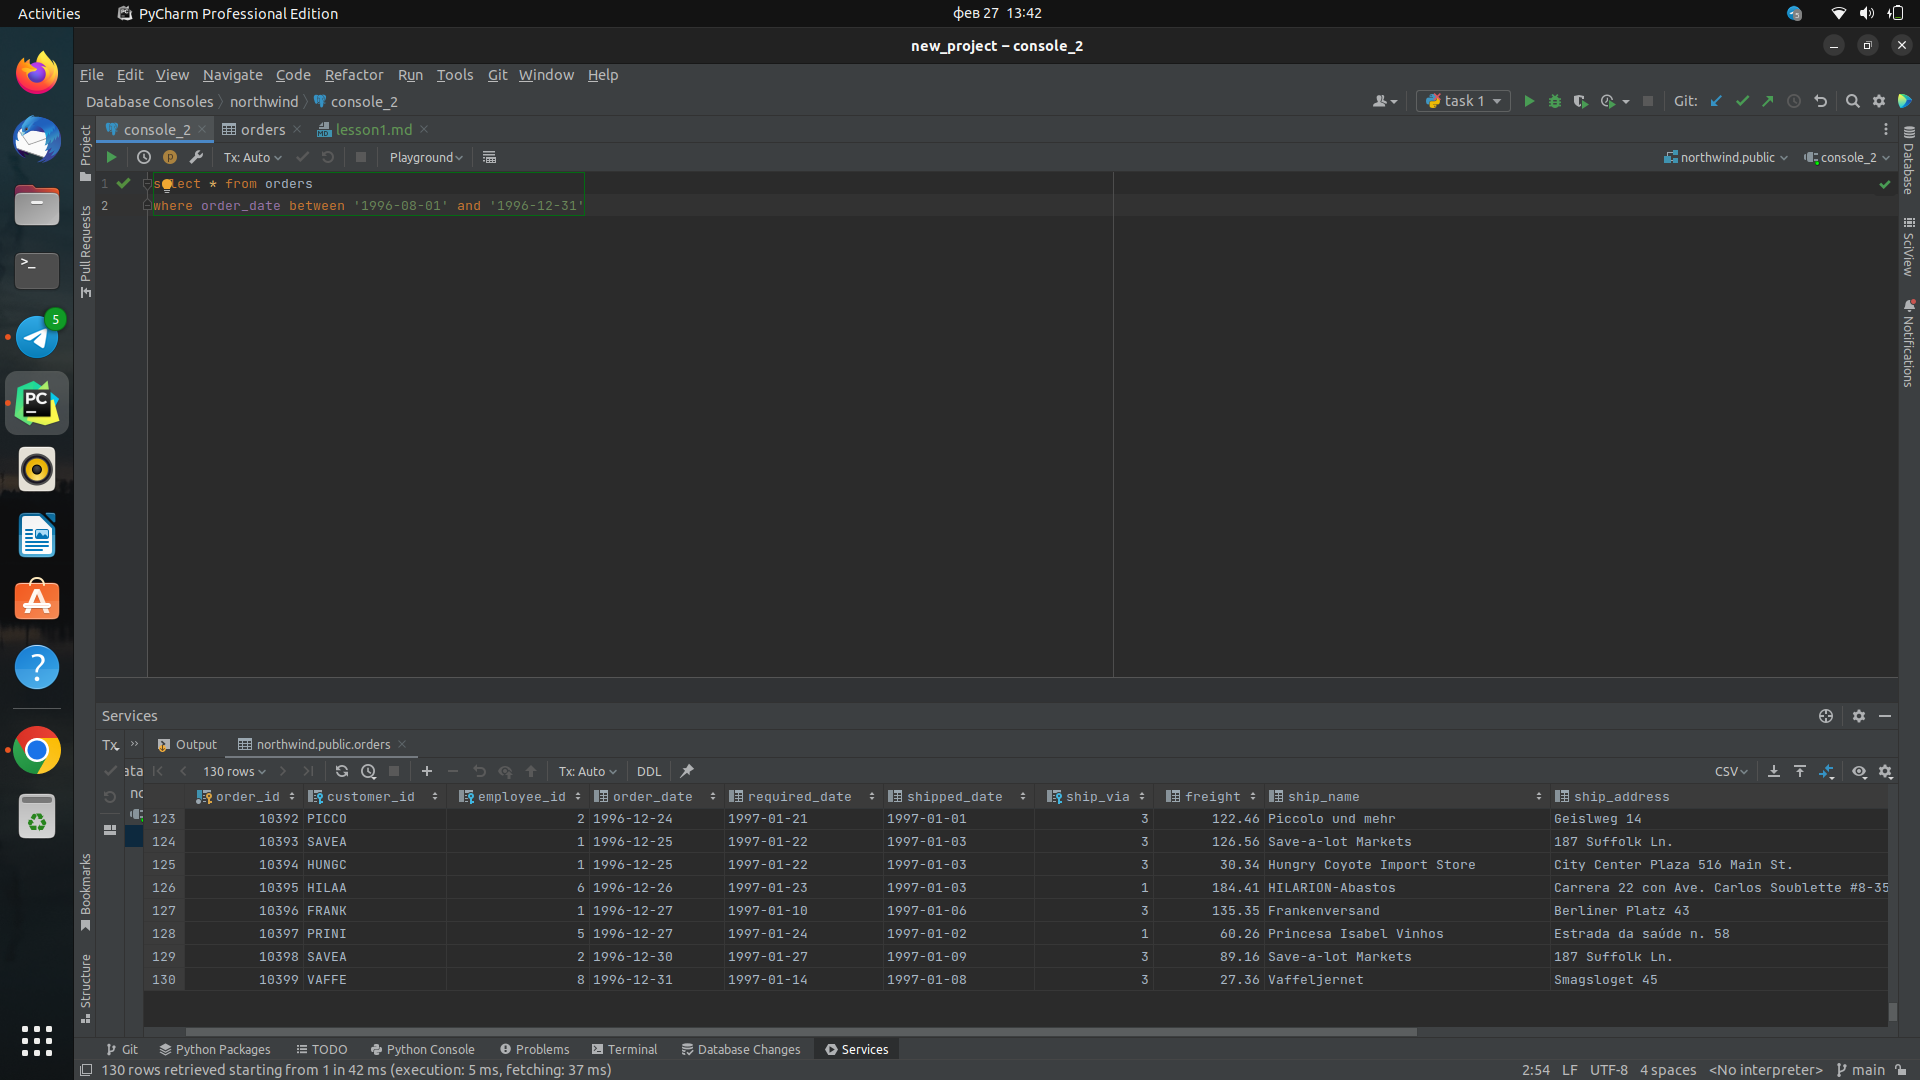 Activities PyCharm Professional Edition фев 27 13:42
new_project – console_2
File Edit View Navigate Code Refactor Run Tools Git Window Help
Database Consoles northwind console_2 task 1 Git:
console_2 orders lesson1.md
Tx: Auto Playground northwind.public console_2
1 select * from orders
2 where order_date between '1996-08-01' and '1996-12-31'
Project
Pull Requests
Bookmarks
Structure
Database
SciView
Notifications
5
Services
Tx Output northwind.public.orders
130 rows Tx: Auto DDL CSV
order_id customer_id employee_id order_date required_date shipped_date ship_via freight ship_name ship_address
123 10392 PICCO 2 1996-12-24 1997-01-21 1997-01-01 3 122.46 Piccolo und mehr Geislweg 14
124 10393 SAVEA 1 1996-12-25 1997-01-22 1997-01-03 3 126.56 Save-a-lot Markets 187 Suffolk Ln.
125 10394 HUNGC 1 1996-12-25 1997-01-22 1997-01-03 3 30.34 Hungry Coyote Import Store City Center Plaza 516 Main St.
126 10395 HILAA 6 1996-12-26 1997-01-23 1997-01-03 1 184.41 HILARION-Abastos Carrera 22 con Ave. Carlos Soublette #8-35
127 10396 FRANK 1 1996-12-27 1997-01-10 1997-01-06 3 135.35 Frankenversand Berliner Platz 43
128 10397 PRINI 5 1996-12-27 1997-01-24 1997-01-02 1 60.26 Princesa Isabel Vinhos Estrada da saúde n. 58
129 10398 SAVEA 2 1996-12-30 1997-01-27 1997-01-09 3 89.16 Save-a-lot Markets 187 Suffolk Ln.
130 10399 VAFFE 8 1996-12-31 1997-01-14 1997-01-08 3 27.36 Vaffeljernet Smagsloget 45
Git Python Packages TODO Python Console Problems Terminal Database Changes Services
130 rows retrieved starting from 1 in 42 ms (execution: 5 ms, fetching: 37 ms) 2:54 LF UTF-8 4 spaces <No interpreter> main